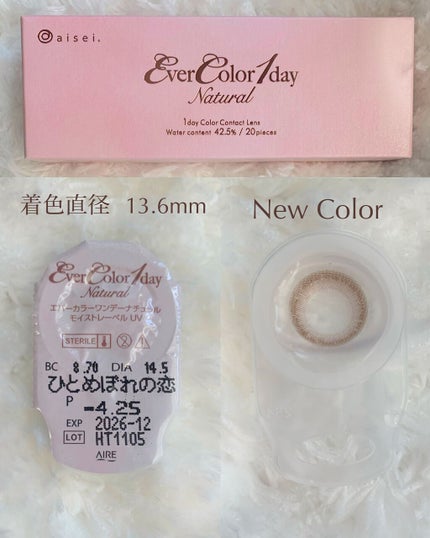 aisei.
EverColor1day
Natural
1day Color Contact Lens
Water content 42.5% / 20pieces
着色直径 13.6mm
New Color
EverColor1day
Natural
エバーカラーワンデーナチュラル
モイストレーベル UV
STERILE
BC 8.70 DIA 14.5
ひとめぼれの恋
P -4.25
EXP 2026-12
LOT HT1105
AIRE